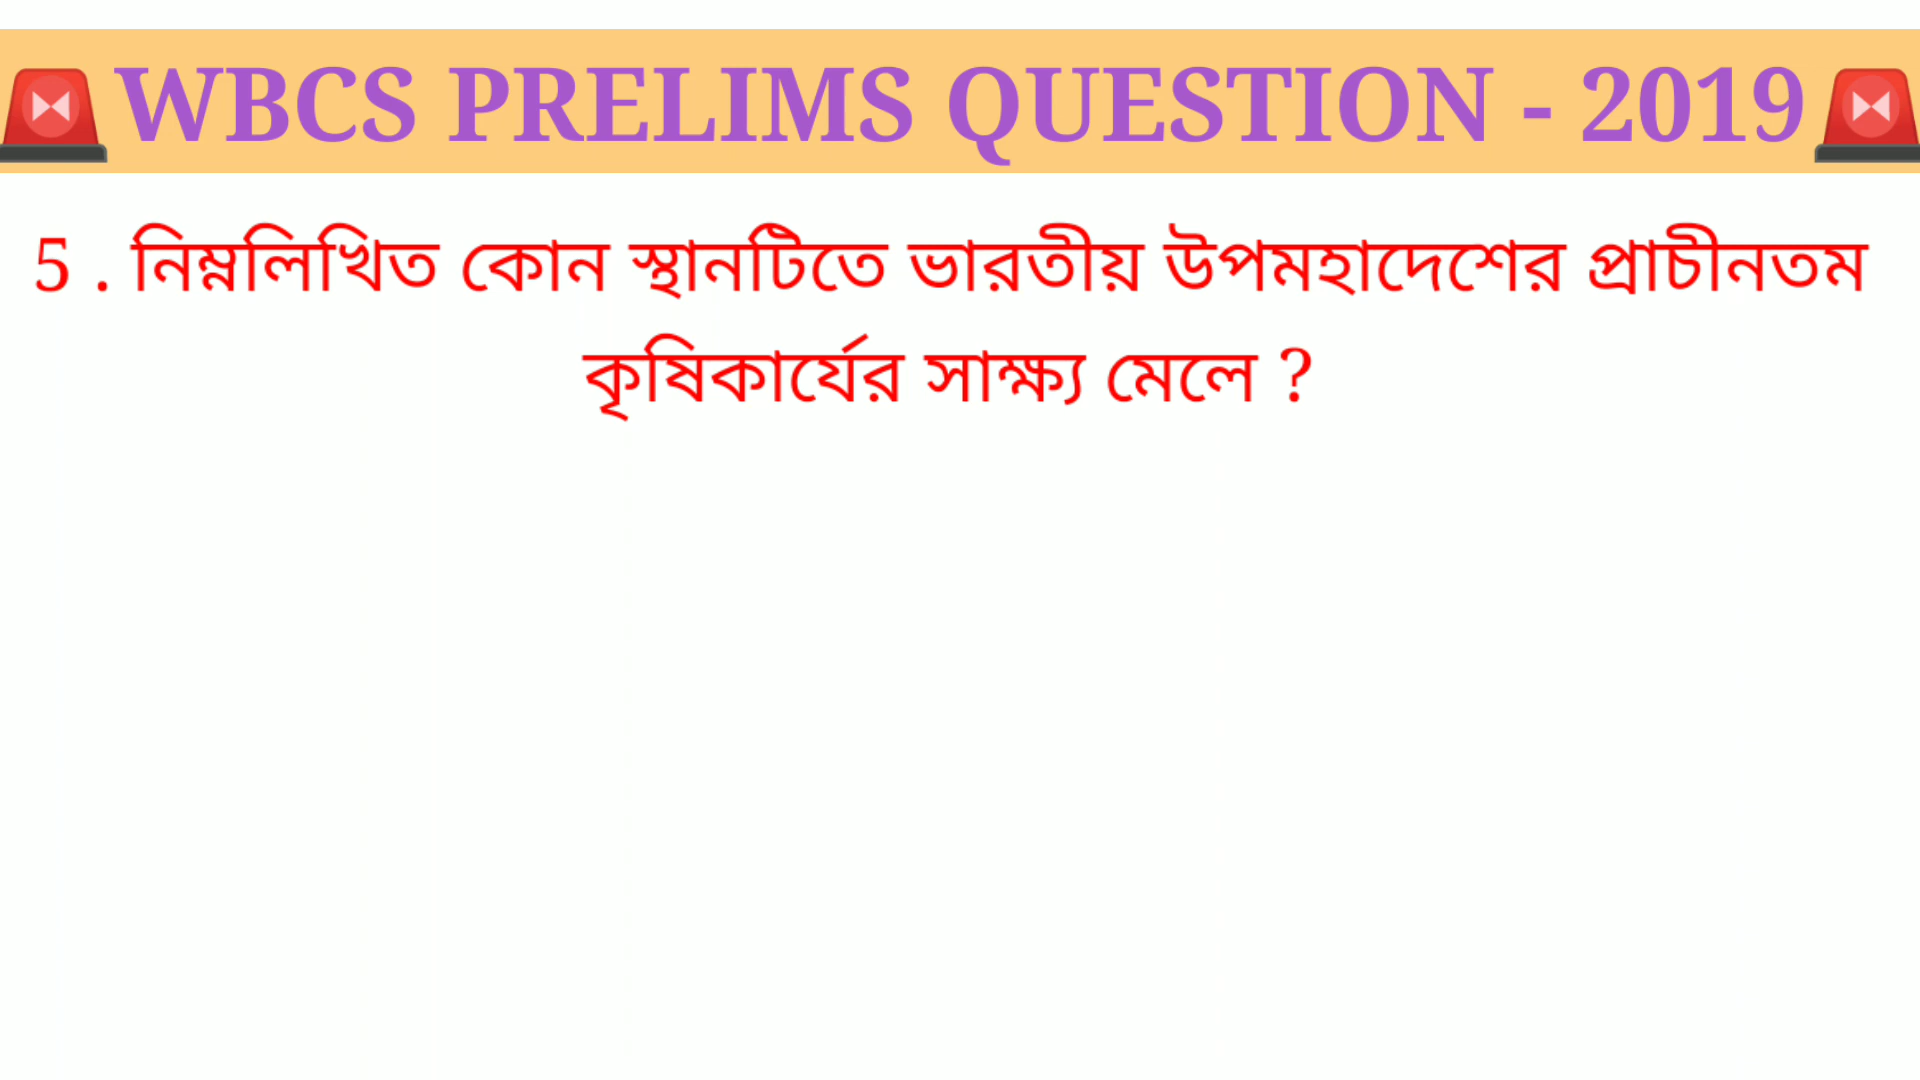 WBCS PRELIMS QUESTION - 2019
5 . নিম্নলিখিত কোন স্থানটিতে ভারতীয় উপমহাদেশের প্রাচীনতম
কৃষিকার্যের সাক্ষ্য মেলে ?